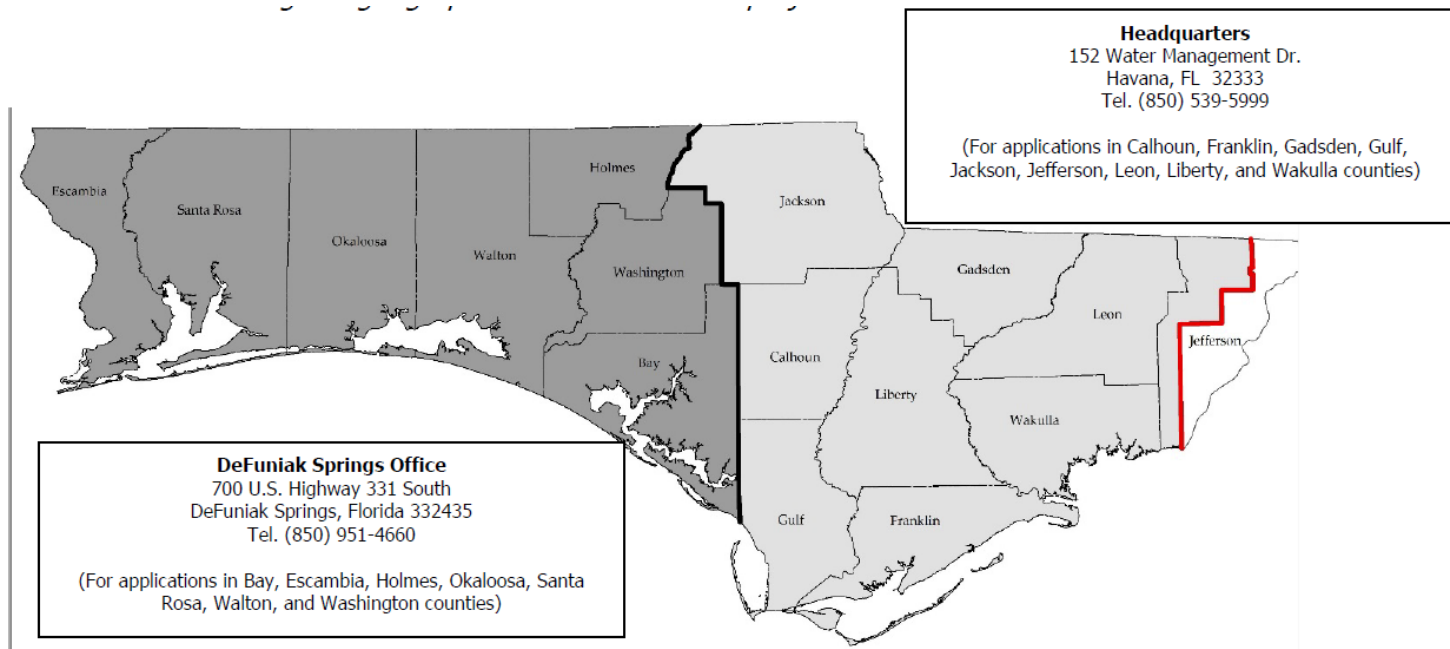 Headquarters
152 Water Management Dr.
Havana, FL 32333
Tel. (850) 539-5999
(For applications in Calhoun, Franklin, Gadsden, Gulf,
Jackson, Jefferson, Leon, Liberty, and Wakulla counties)
Holmes
Escambia
Santa Rosa
Jackson
Okaloosa
Walton
Washington
Gadsden
Leon
Jefferson
Calhoun
Bay
Liberty
Wakulla
Gulf
Franklin
DeFuniak Springs Office
700 U.S. Highway 331 South
DeFuniak Springs, Florida 332435
Tel. (850) 951-4660
(For applications in Bay, Escambia, Holmes, Okaloosa, Santa
Rosa, Walton, and Washington counties)